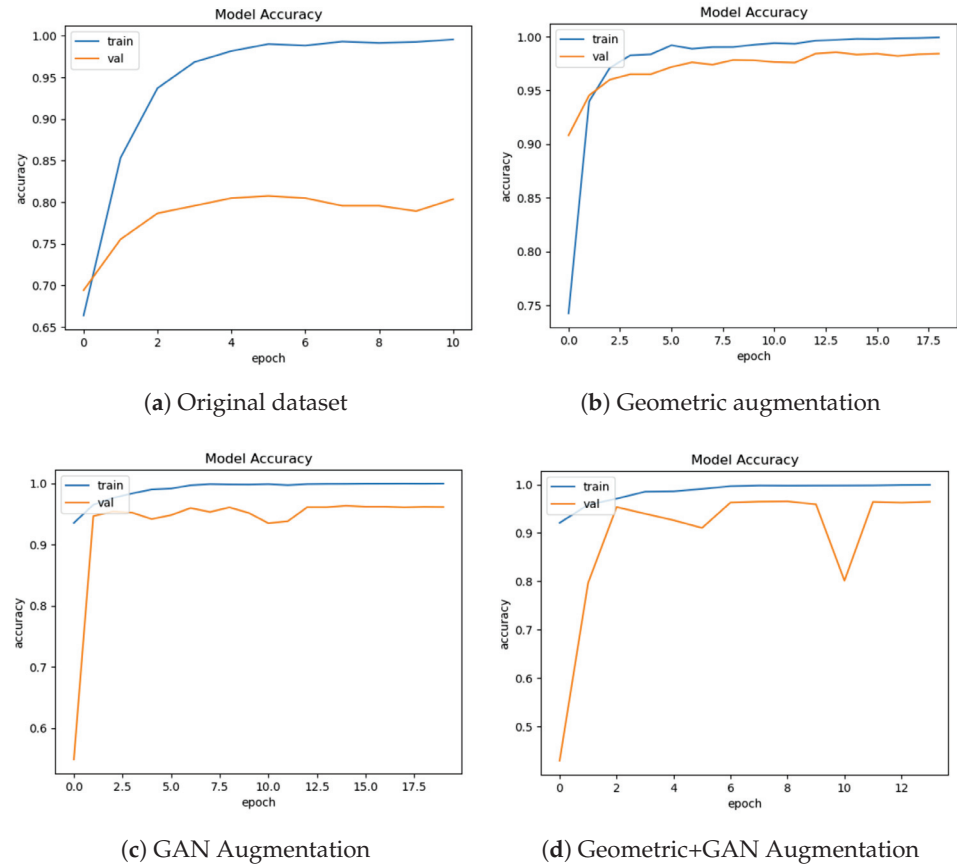 Model Accuracy
train
val
accuracy
1.00
0.95
0.90
0.85
0.80
0.75
0.70
0.65
0 2 4 6 8 10
epoch
(a) Original dataset
Model Accuracy
train
val
accuracy
1.00
0.95
0.90
0.85
0.80
0.75
0.0 2.5 5.0 7.5 10.0 12.5 15.0 17.5
epoch
(b) Geometric augmentation
Model Accuracy
train
val
accuracy
1.0
0.9
0.8
0.7
0.6
0.0 2.5 5.0 7.5 10.0 12.5 15.0 17.5
epoch
(c) GAN Augmentation
Model Accuracy
train
val
accuracy
1.0
0.9
0.8
0.7
0.6
0.5
0 2 4 6 8 10 12
epoch
(d) Geometric+GAN Augmentation